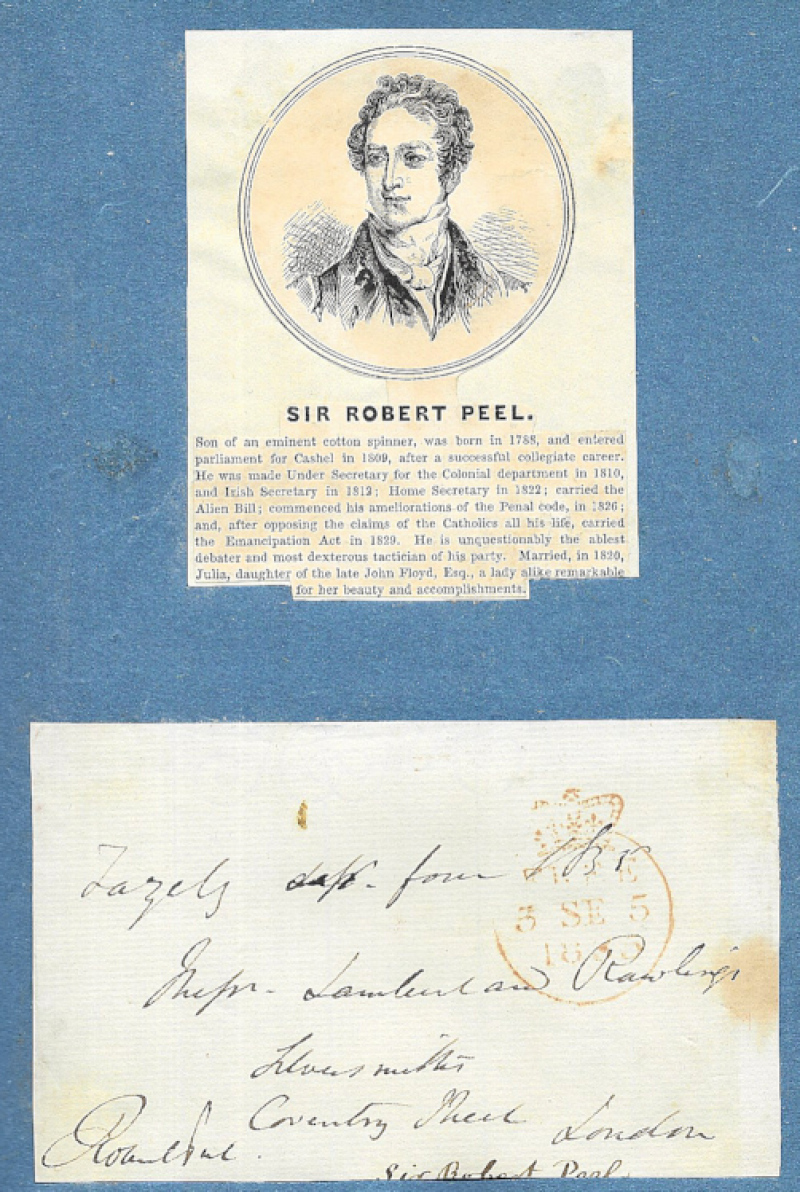 SIR ROBERT PEEL.
Son of an eminent cotton spinner, was born in 1788, and entered
parliament for Cashel in 1809, after a successful collegiate career.
He was made Under Secretary for the Colonial department in 1810,
and Irish Secretary in 1812; Home Secretary in 1822; carried the
Alien Bill; commenced his ameliorations of the Penal code, in 1826;
and, after opposing the claims of the Catholics all his life, carried
the Emancipation Act in 1829. He is unquestionably the ablest
debater and most dexterous tactician of his party. Married, in 1820,
Julia, daughter of the late John Floyd, Esq., a lady alike remarkable
for her beauty and accomplishments.
Fazely four
5 SE 5
Messrs. Lambert and Rawlings
Silversmiths
Coventry Street London
Robert Peel.
Sir Robert Peel